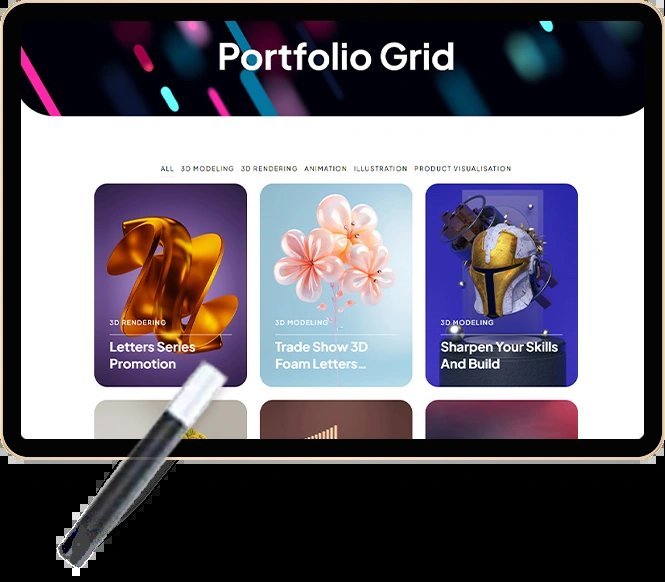 Portfolio Grid
ALL 3D MODELING 3D RENDERING ANIMATION ILLUSTRATION PRODUCT VISUALISATION
3D RENDERING
Letters Series
Promotion
3D MODELING
Trade Show 3D
Foam Letters...
3D MODELING
Sharpen Your Skills
And Build